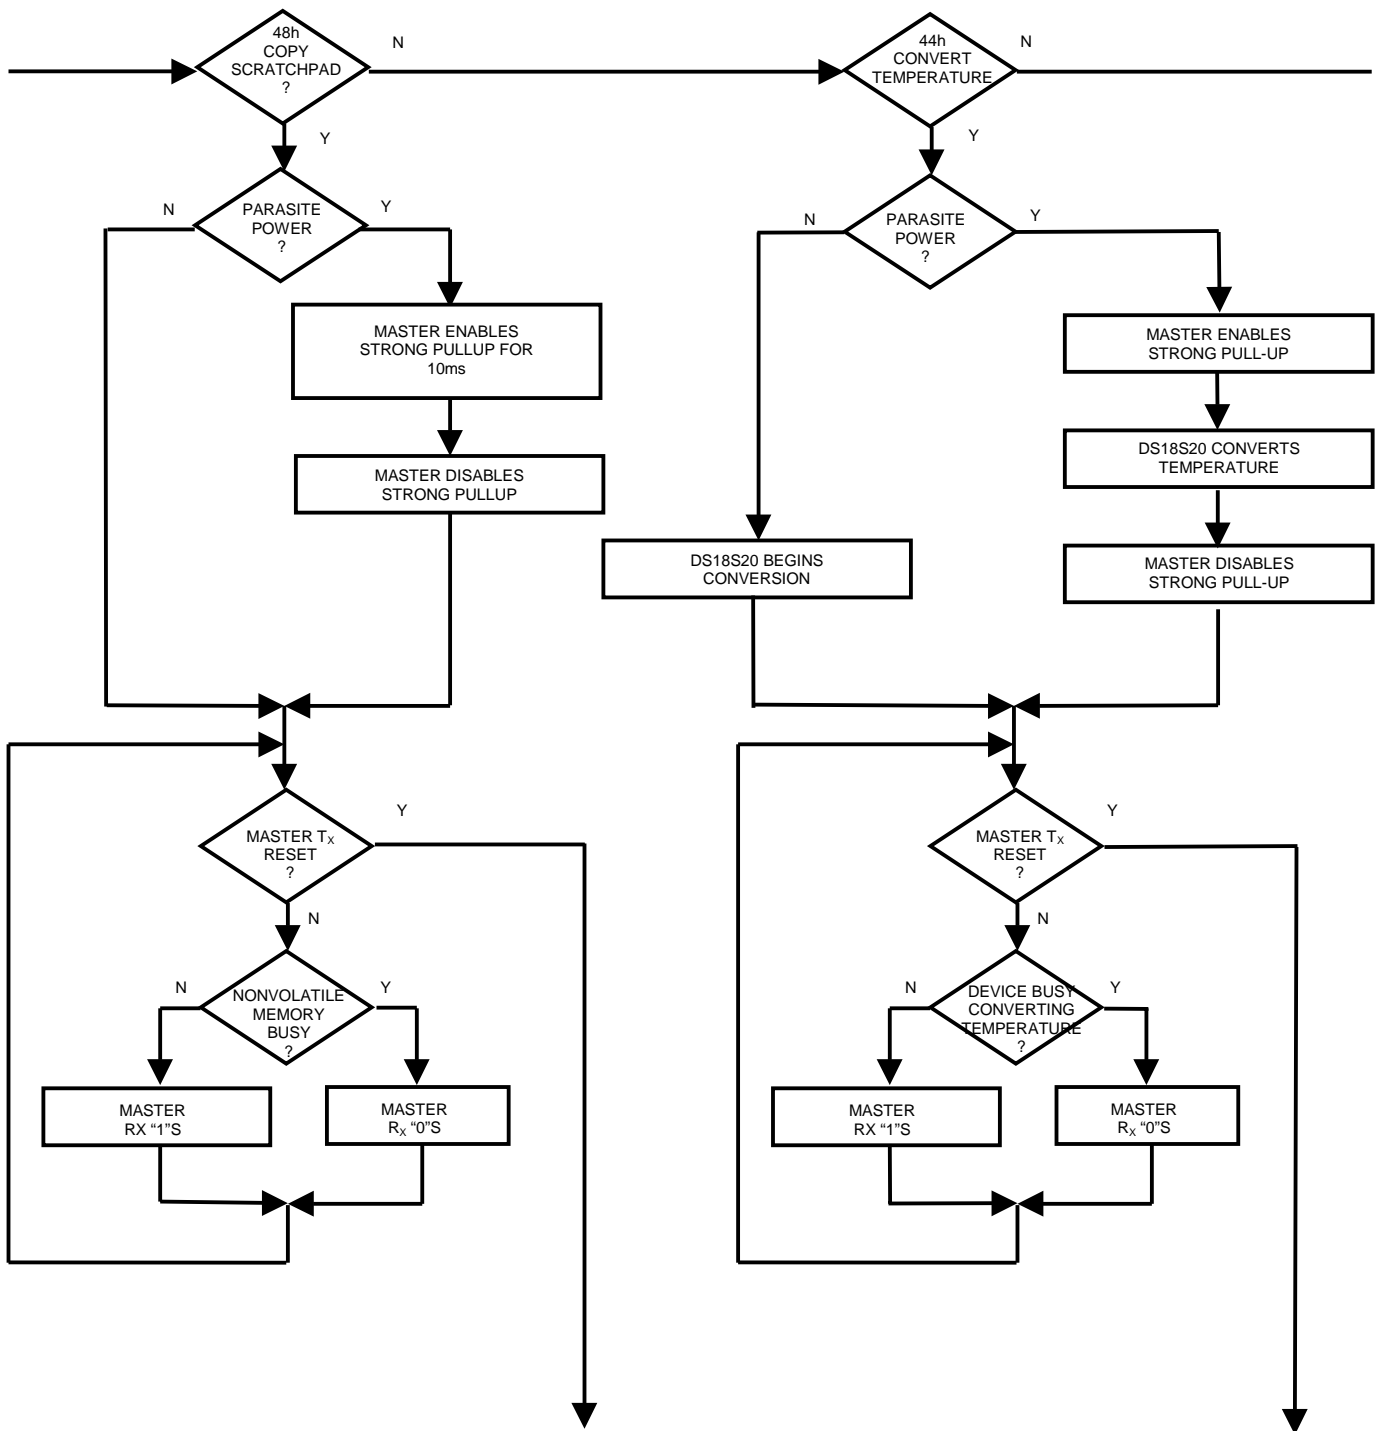 48h
COPY
SCRATCHPAD
?
N
Y
44h
CONVERT
TEMPERATURE
N
Y
PARASITE
POWER
?
N
Y
MASTER ENABLES
STRONG PULLUP FOR
10ms
MASTER DISABLES
STRONG PULLUP
PARASITE
POWER
?
N
Y
MASTER ENABLES
STRONG PULL-UP
DS18S20 CONVERTS
TEMPERATURE
DS18S20 BEGINS
CONVERSION
MASTER DISABLES
STRONG PULL-UP
MASTER TX
RESET
?
Y
N
NONVOLATILE
MEMORY
BUSY
?
N
Y
MASTER
RX “1”S
MASTER
RX “0”S
MASTER TX
RESET
?
Y
N
DEVICE BUSY
CONVERTING
TEMPERATURE
?
N
Y
MASTER
RX “1”S
MASTER
RX “0”S